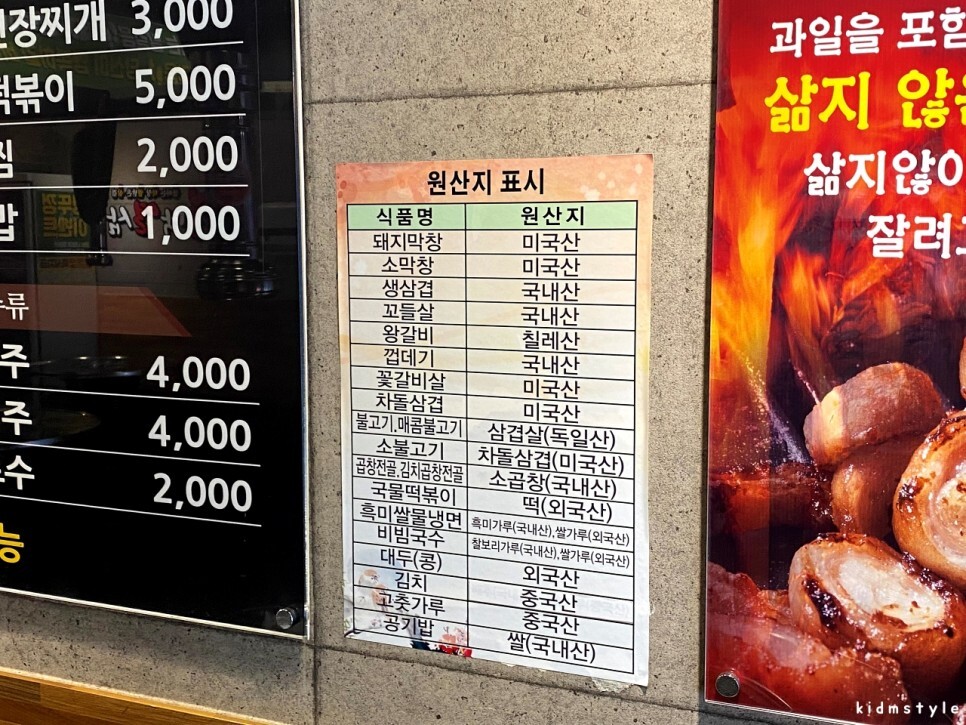 장찌개 3,000
떡볶이 5,000
찜 2,000
밥 1,000
류
주 4,000
주 4,000
수 2,000
능
원산지 표시
식품명 원산지
돼지막창 미국산
소막창 미국산
생삼겹 국내산
꼬들살 국내산
왕갈비 칠레산
껍데기 국내산
꽃갈비살 미국산
차돌삼겹 미국산
불고기.매콤불고기 삼겹살(독일산)
소불고기 차돌삼겹(미국산)
곱창전골, 김치곱창전골 소곱창(국내산)
국물떡볶이 떡(외국산)
흑미쌀물냉면 흑미가루(국내산),쌀가루(외국산)
비빔국수 찰보리가루(국내산),쌀가루(외국산)
대두(콩) 외국산
김치 중국산
고춧가루 중국산
공기밥 쌀(국내산)
과일을 포함
삶지 않은
삶지않아
잘려
kidmstyle